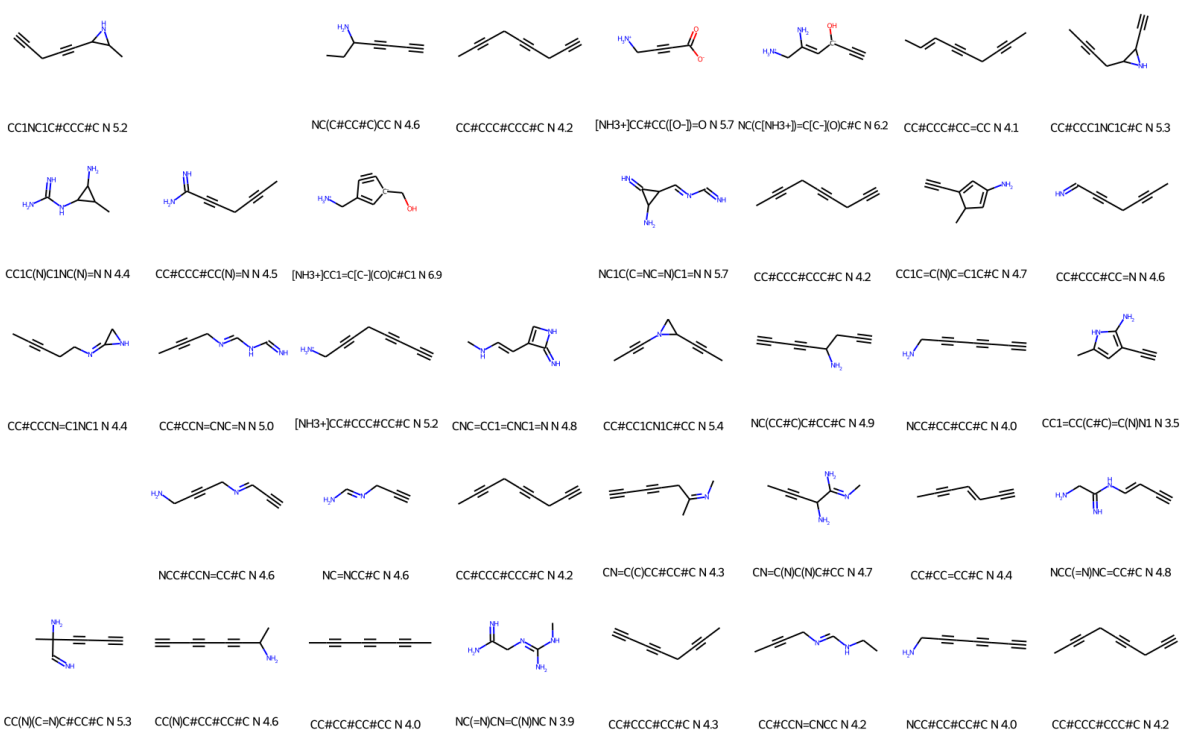 CC1NC1C#CCC#C N 5.2
NC(C#CC#C)CC N 4.6
CC#CCC#CCC#C N 4.2
[NH3+]CC#CC([O-])=O N 5.7
NC(C[NH3+])=C[C-](O)C#C N 6.2
CC#CCC#CC=CC N 4.1
CC#CCC1NC1C#C N 5.3
CC1C(N)C1NC(N)=N N 4.4
CC#CCC#CC(N)=N N 4.5
[NH3+]CC1=C[C-](CO)C#C1 N 6.9
NC1C(C=NC=N)C1=N N 5.7
CC#CCC#CCC#C N 4.2
CC1C=C(N)C=C1C#C N 4.7
CC#CCC#CC=N N 4.6
CC#CCCN=C1NC1 N 4.4
CC#CCN=CNC=N N 5.0
[NH3+]CC#CCC#CC#C N 5.2
CNC=CC1=CNC1=N N 4.8
CC#CC1CN1C#CC N 5.4
NC(CC#C)C#CC#C N 4.9
NCC#CC#CC#C N 4.0
CC1=CC(C#C)=C(N)N1 N 3.5
NCC#CCN=CC#C N 4.6
NC=NCC#C N 4.6
CC#CCC#CCC#C N 4.2
CN=C(C)CC#CC#C N 4.3
CN=C(N)C(N)C#CC N 4.7
CC#CC=CC#C N 4.4
NCC(=N)NC=CC#C N 4.8
CC(N)(C=N)C#CC#C N 5.3
CC(N)C#CC#CC#C N 4.6
CC#CC#CC#CC N 4.0
NC(=N)CN=C(N)NC N 3.9
CC#CCC#CC#C N 4.3
CC#CCN=CNCC N 4.2
NCC#CC#CC#C N 4.0
CC#CCC#CCC#C N 4.2